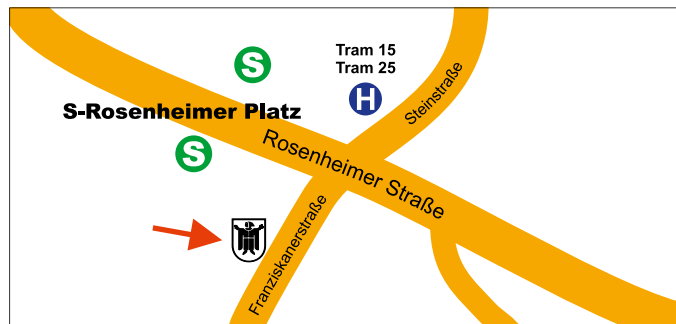 Tram 15
Tram 25
S
H
S-Rosenheimer Platz
S
Steinstraße
Rosenheimer Straße
Franziskanerstraße